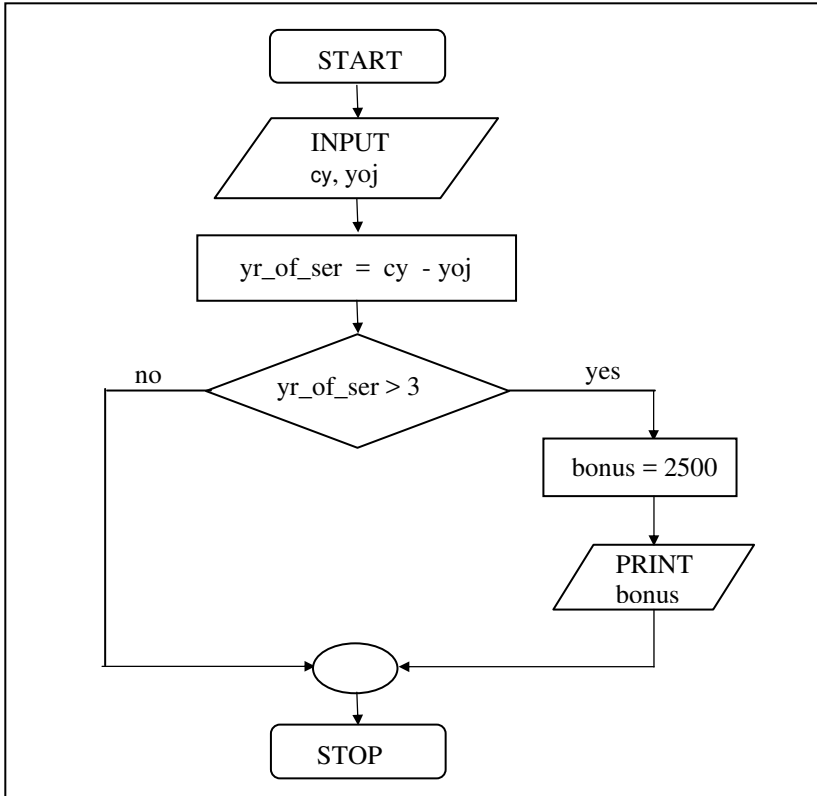 START
INPUT
cy, yoj
yr_of_ser = cy - yoj
no
yr_of_ser > 3
yes
bonus = 2500
PRINT
bonus
STOP